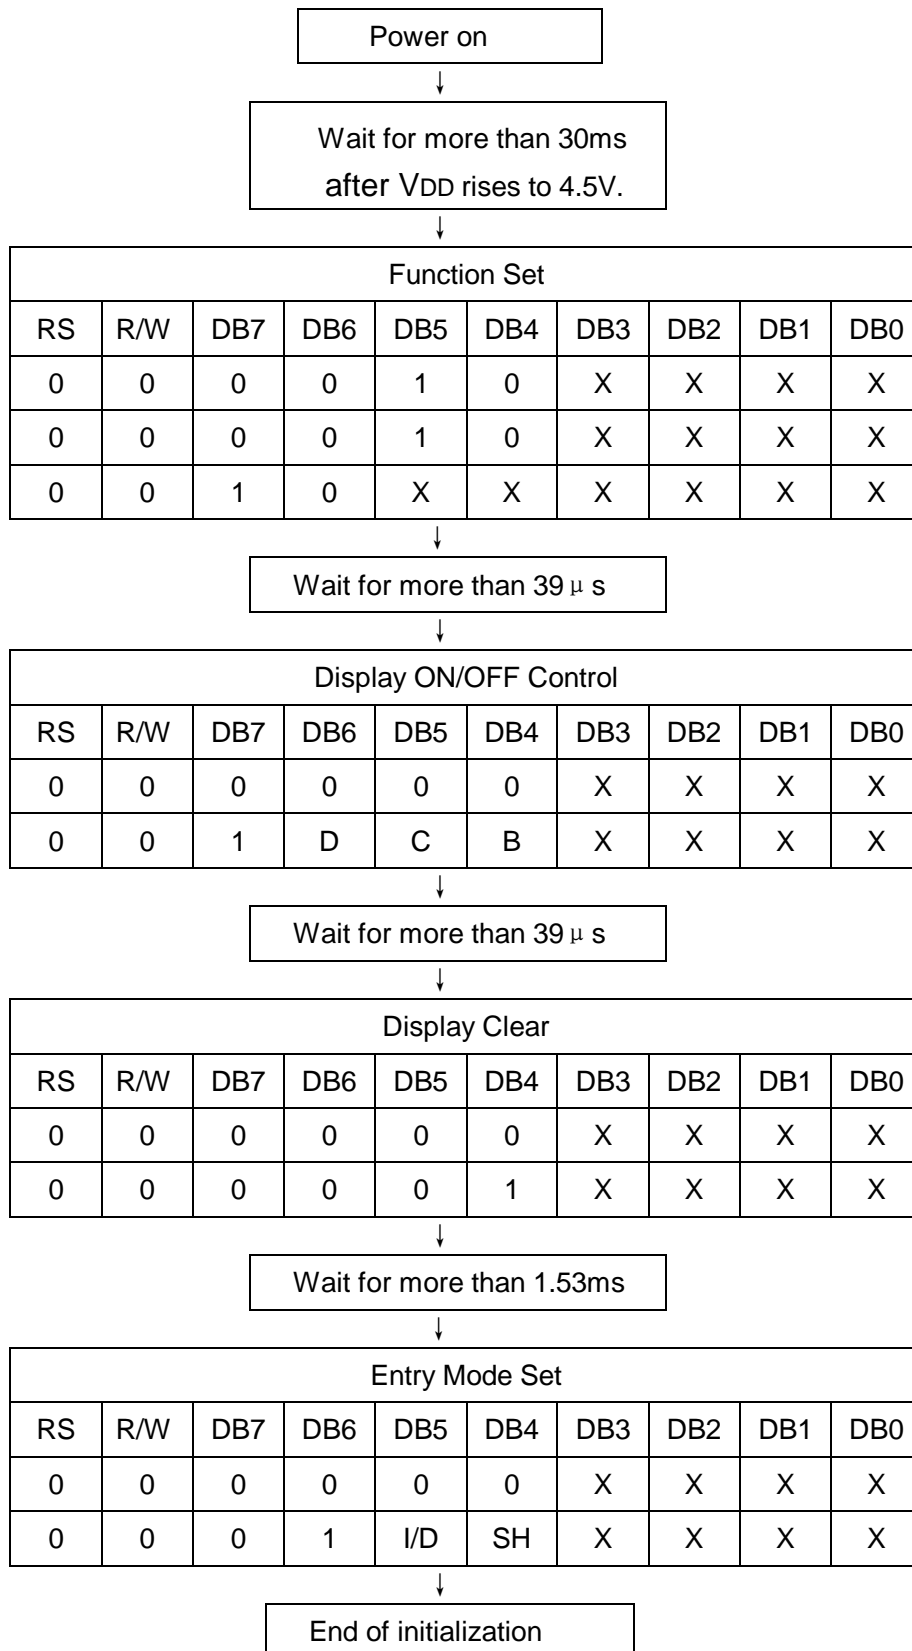 Power on
↓
Wait for more than 30ms
after VDD rises to 4.5V.
↓
Function Set
RS R/W DB7 DB6 DB5 DB4 DB3 DB2 DB1 DB0
0 0 0 0 1 0 X X X X
0 0 0 0 1 0 X X X X
0 0 1 0 X X X X X X
↓
Wait for more than 39μs
↓
Display ON/OFF Control
RS R/W DB7 DB6 DB5 DB4 DB3 DB2 DB1 DB0
0 0 0 0 0 0 X X X X
0 0 1 D C B X X X X
↓
Wait for more than 39μs
↓
Display Clear
RS R/W DB7 DB6 DB5 DB4 DB3 DB2 DB1 DB0
0 0 0 0 0 0 X X X X
0 0 0 0 0 1 X X X X
↓
Wait for more than 1.53ms
↓
Entry Mode Set
RS R/W DB7 DB6 DB5 DB4 DB3 DB2 DB1 DB0
0 0 0 0 0 0 X X X X
0 0 0 1 I/D SH X X X X
↓
End of initialization